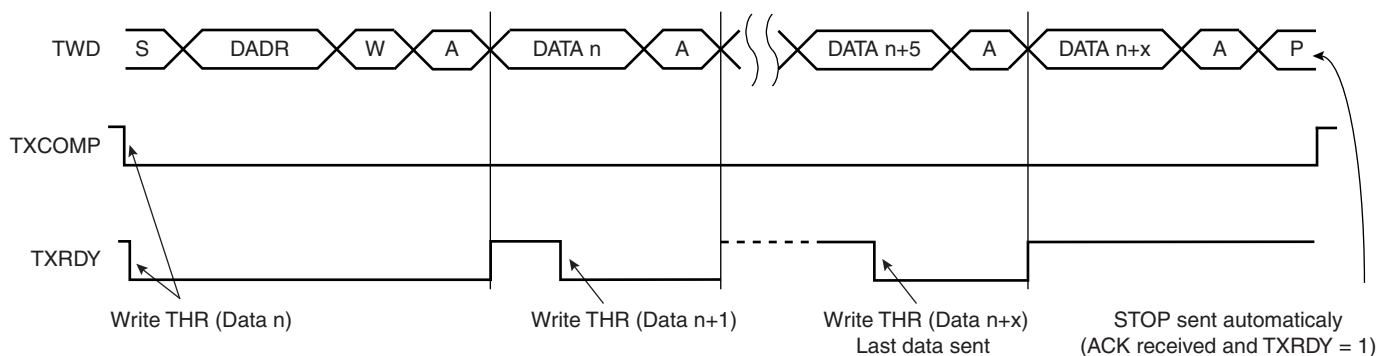 TWD S DADR W A DATA n A DATA n+5 A DATA n+x A P
TXCOMP
TXRDY
Write THR (Data n)
Write THR (Data n+1)
Write THR (Data n+x)
Last data sent
STOP sent automaticaly
(ACK received and TXRDY = 1)